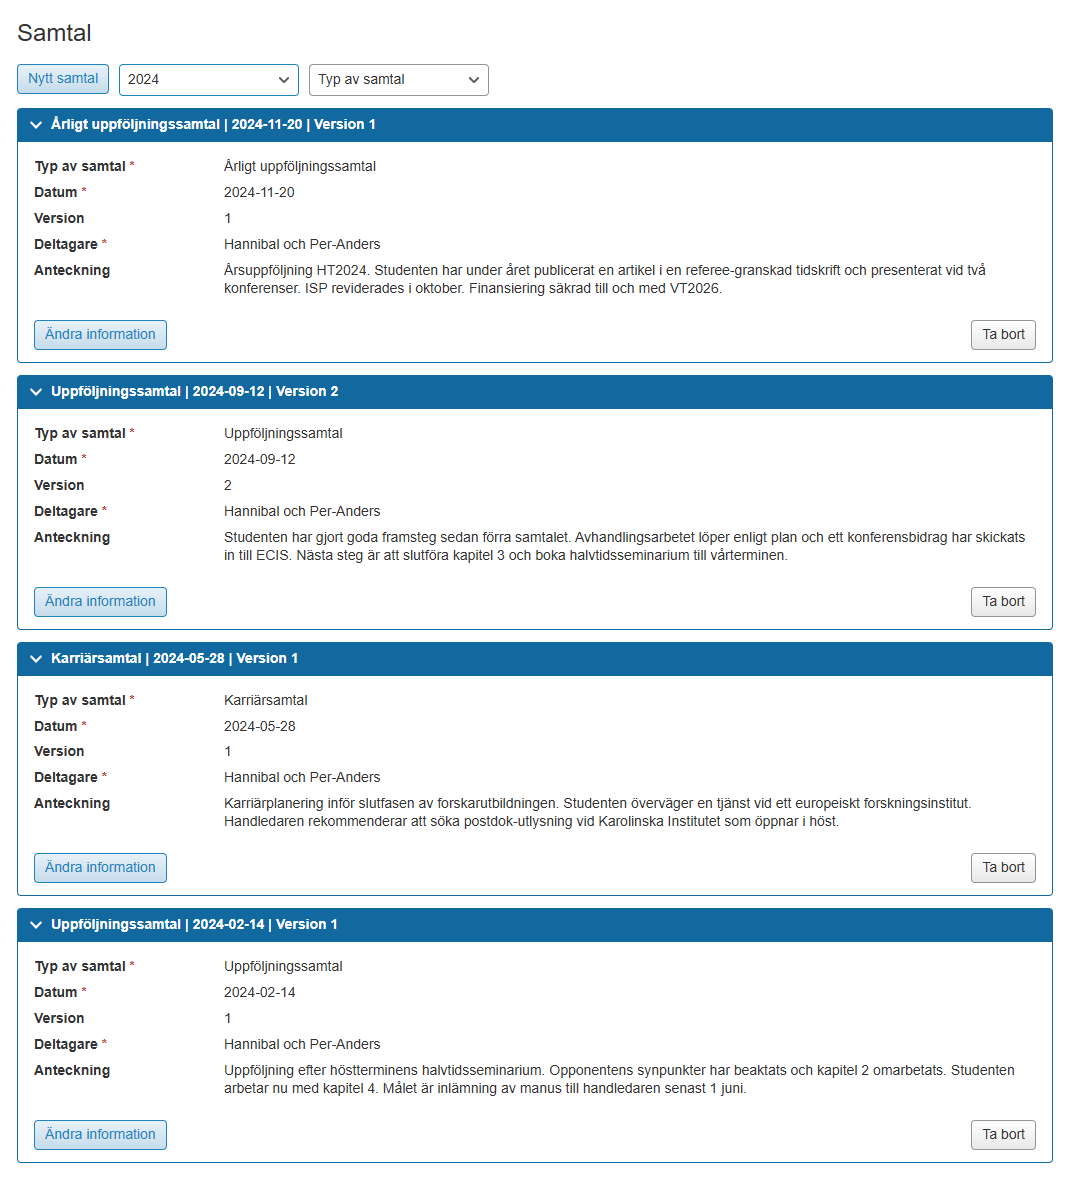 Samtal
Nytt samtal 2024 Typ av samtal
Årligt uppföljningssamtal | 2024-11-20 | Version 1
Typ av samtal * Årligt uppföljningssamtal
Datum * 2024-11-20
Version 1
Deltagare * Hannibal och Per-Anders
Anteckning Årsuppföljning HT2024. Studenten har under året publicerat en artikel i en referee-granskad tidskrift och presenterat vid två
konferenser. ISP reviderades i oktober. Finansiering säkrad till och med VT2026.
Ändra information Ta bort
Uppföljningssamtal | 2024-09-12 | Version 2
Typ av samtal * Uppföljningssamtal
Datum * 2024-09-12
Version 2
Deltagare * Hannibal och Per-Anders
Anteckning Studenten har gjort goda framsteg sedan förra samtalet. Avhandlingsarbetet löper enligt plan och ett konferensbidrag har skickats
in till ECIS. Nästa steg är att slutföra kapitel 3 och boka halvtidsseminarium till vårterminen.
Ändra information Ta bort
Karriärsamtal | 2024-05-28 | Version 1
Typ av samtal * Karriärsamtal
Datum * 2024-05-28
Version 1
Deltagare * Hannibal och Per-Anders
Anteckning Karriärplanering inför slutfasen av forskarutbildningen. Studenten överväger en tjänst vid ett europeiskt forskningsinstitut.
Handledaren rekommenderar att söka postdok-utlysning vid Karolinska Institutet som öppnar i höst.
Ändra information Ta bort
Uppföljningssamtal | 2024-02-14 | Version 1
Typ av samtal * Uppföljningssamtal
Datum * 2024-02-14
Version 1
Deltagare * Hannibal och Per-Anders
Anteckning Uppföljning efter höstterminens halvtidsseminarium. Opponentens synpunkter har beaktats och kapitel 2 omarbetats. Studenten
arbetar nu med kapitel 4. Målet är inlämning av manus till handledaren senast 1 juni.
Ändra information Ta bort